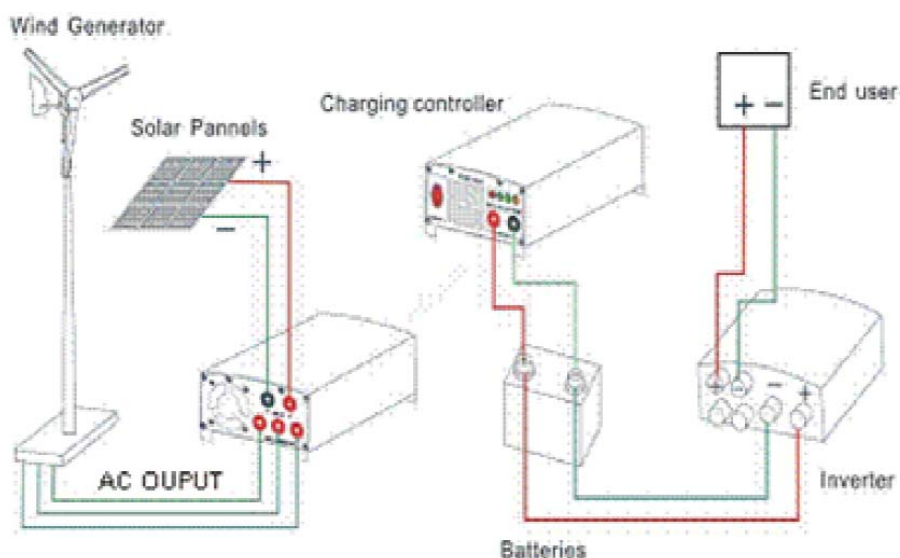 Wind Generator
Solar Pannels
+
−
Charging controller
+ −
End user
AC OUPUT
+
−
+
Inverter
Batteries